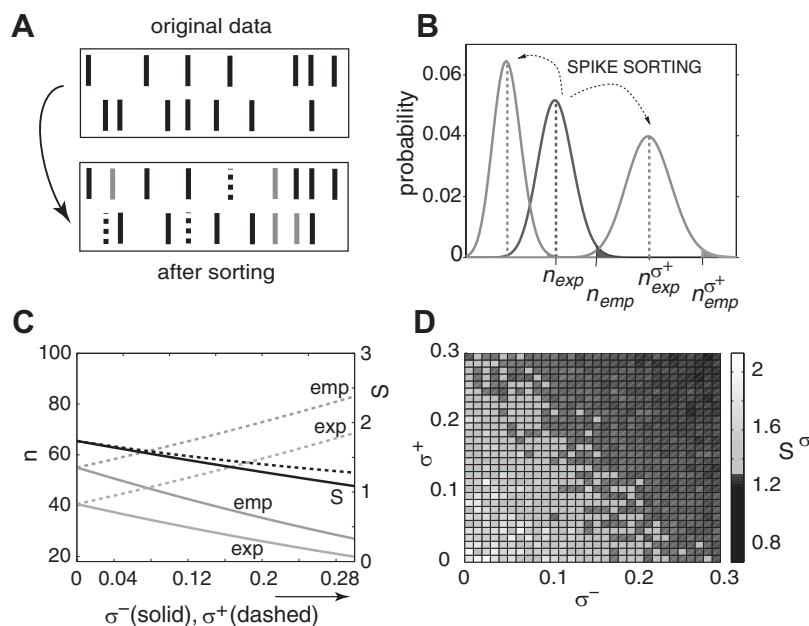 A
original data
after sorting
B
SPIKE SORTING
probability
0.06
0.04
0.02
0
n_exp
n_emp
n_exp^σ+
n_emp^σ+
C
100
80
60
40
20
n
3
2
1
0
S
emp
exp
emp
exp
S
0 0.04 0.12 0.2 0.28
σ−(solid), σ+(dashed)
D
0.3
0.2
0.1
0
σ+
0 0.1 0.2 0.3
σ−
2
1.6
1.2
0.8
S^σ